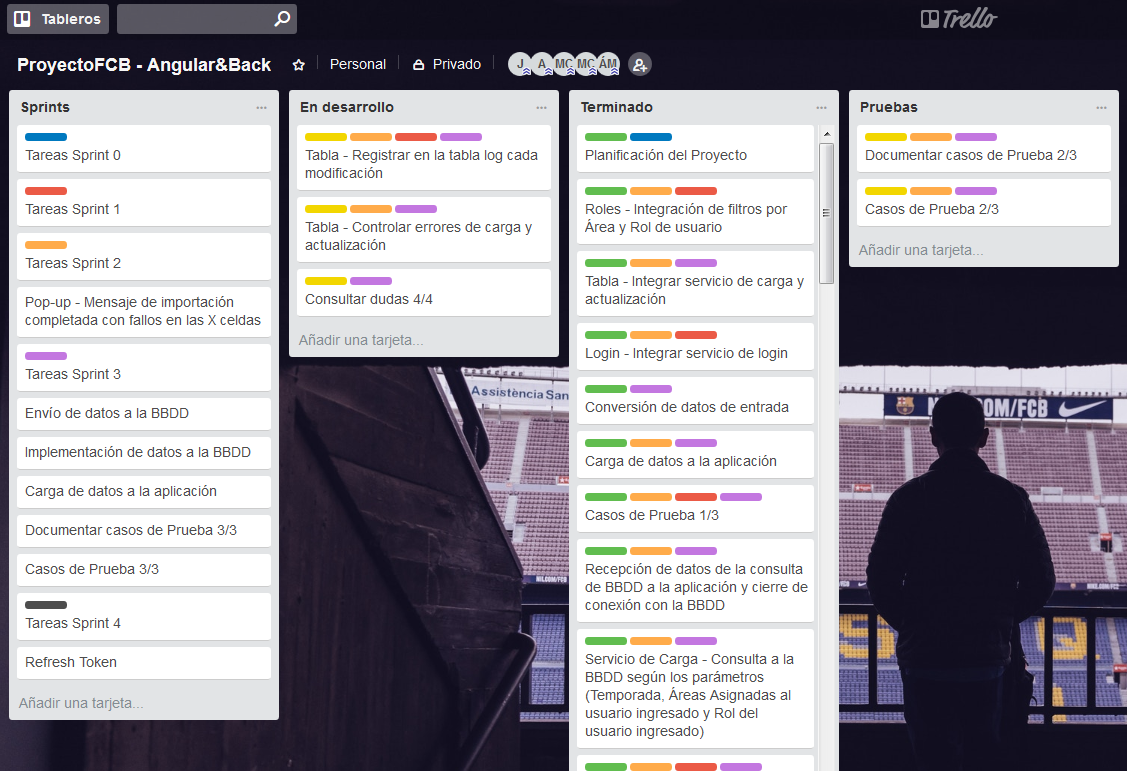 Tableros
Trello
ProyectoFCB - Angular&Back
Personal
Privado
J A MC MC ÁM
Sprints
Tareas Sprint 0
Tareas Sprint 1
Tareas Sprint 2
Pop-up - Mensaje de importación
completada con fallos en las X celdas
Tareas Sprint 3
Envío de datos a la BBDD
Implementación de datos a la BBDD
Carga de datos a la aplicación
Documentar casos de Prueba 3/3
Casos de Prueba 3/3
Tareas Sprint 4
Refresh Token
Añadir una tarjeta...
En desarrollo
Tabla - Registrar en la tabla log cada
modificación
Tabla - Controlar errores de carga y
actualización
Consultar dudas 4/4
Añadir una tarjeta...
Terminado
Planificación del Proyecto
Roles - Integración de filtros por
Área y Rol de usuario
Tabla - Integrar servicio de carga y
actualización
Login - Integrar servicio de login
Conversión de datos de entrada
Carga de datos a la aplicación
Casos de Prueba 1/3
Recepción de datos de la consulta
de BBDD a la aplicación y cierre de
conexión con la BBDD
Servicio de Carga - Consulta a la
BBDD según los parámetros
(Temporada, Áreas Asignadas al
usuario ingresado y Rol del
usuario ingresado)
Pruebas
Documentar casos de Prueba 2/3
Casos de Prueba 2/3
Añadir una tarjeta...
Assistència San
OM/FCB